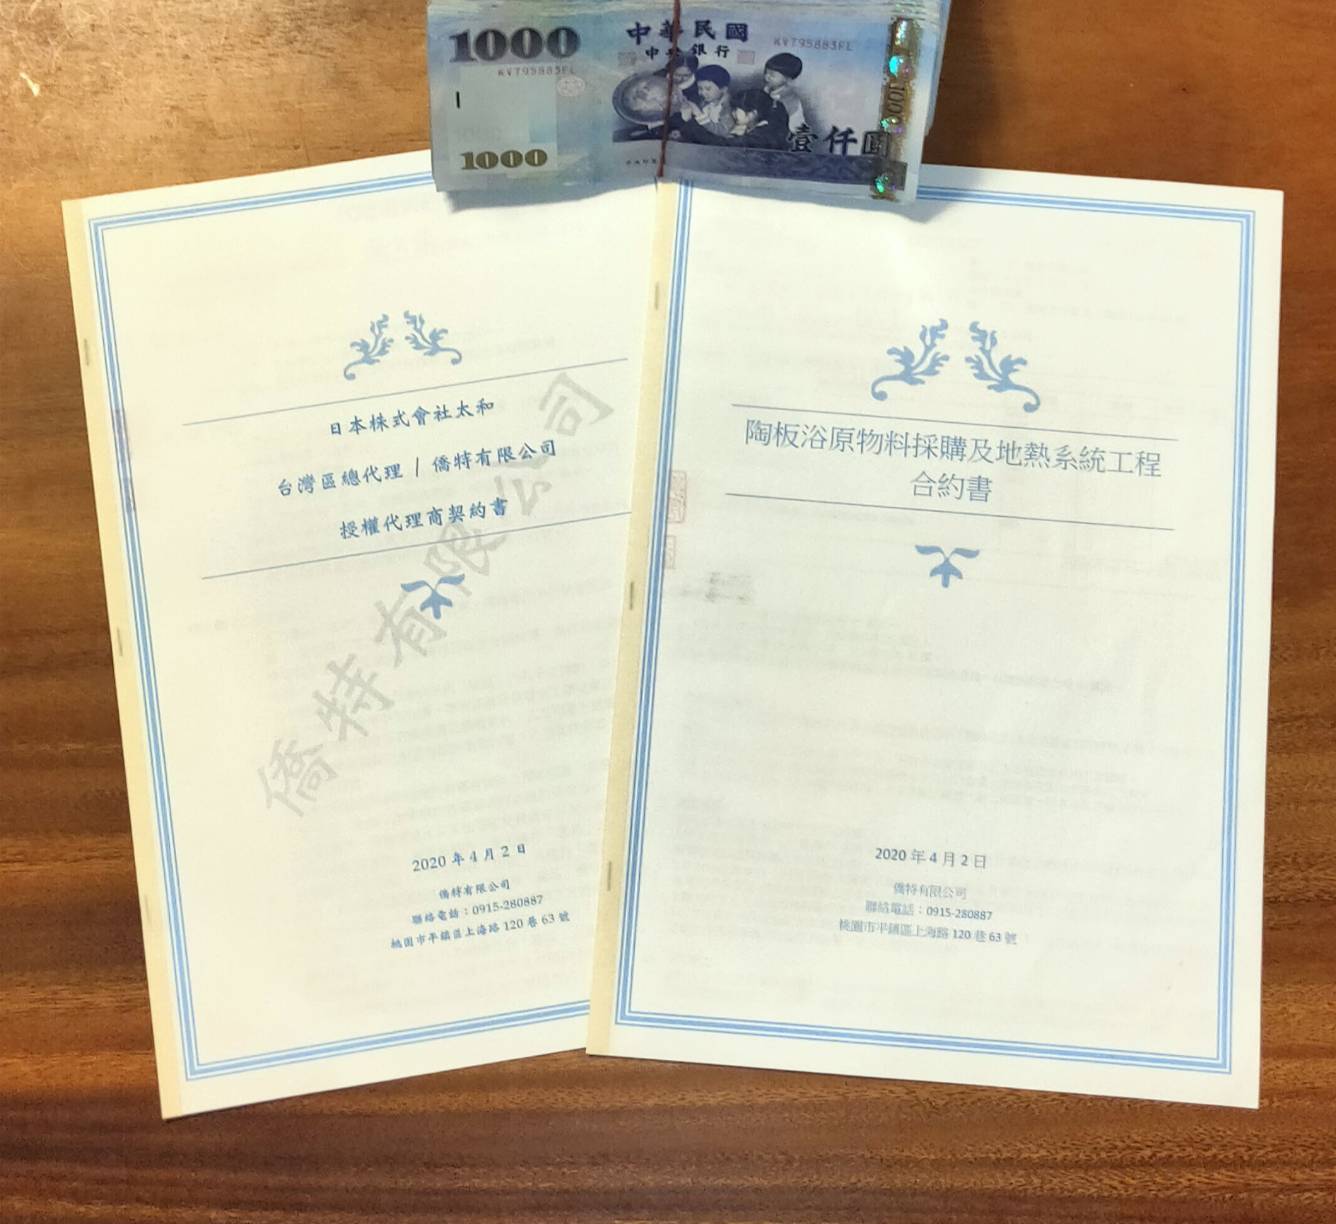 1000
中華民國
中央銀行
KV795883FL
KV795883FL
1000
1000
壹仟圓
日本株式會社太和
台灣區總代理 / 僑特有限公司
授權代理商契約書
僑特有限公司
2020 年 4 月 2 日
僑特有限公司
聯絡電話：0915-280887
桃園市平鎮區上海路 120 巷 63 號
陶板浴原物料採購及地熱系統工程
合約書
2020 年 4 月 2 日
僑特有限公司
聯絡電話：0915-280887
桃園市平鎮區上海路 120 巷 63 號